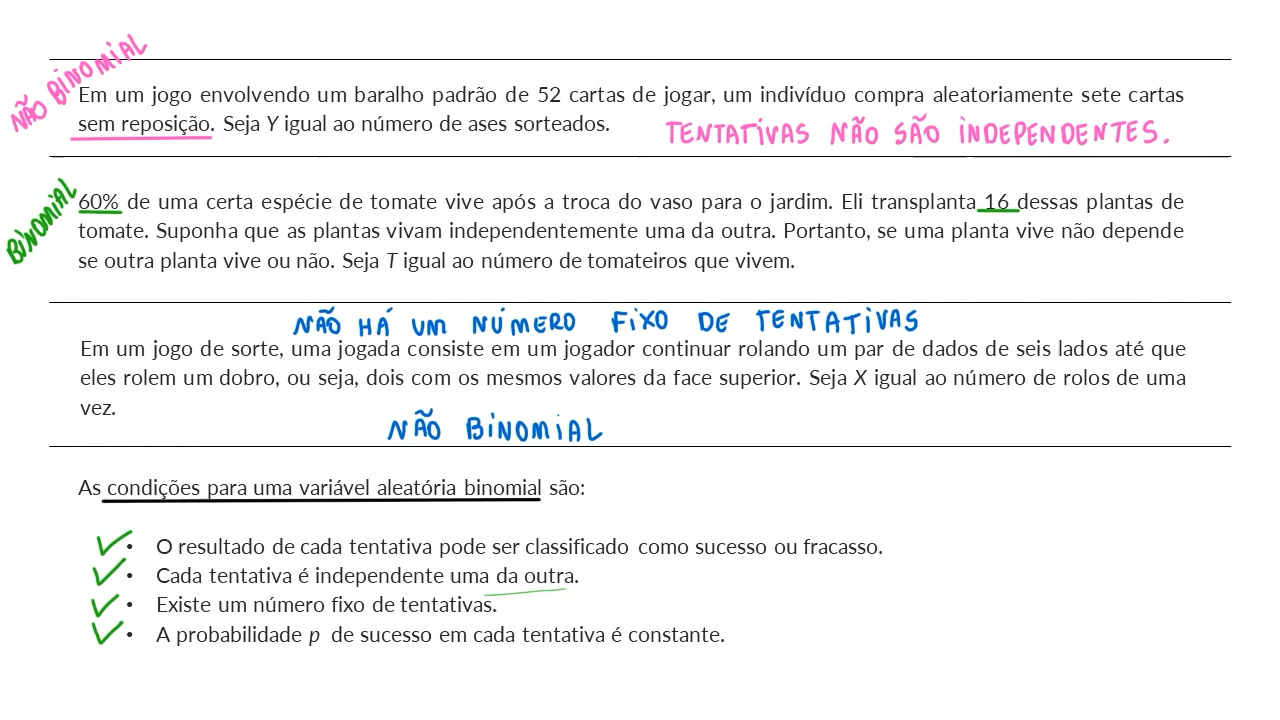 NÃO BINOMIAL
Em um jogo envolvendo um baralho padrão de 52 cartas de jogar, um indivíduo compra aleatoriamente sete cartas
sem reposição. Seja Y igual ao número de ases sorteados.
TENTATIVAS NÃO SÃO INDEPENDENTES.
BINOMIAL
60% de uma certa espécie de tomate vive após a troca do vaso para o jardim. Eli transplanta 16 dessas plantas de
tomate. Suponha que as plantas vivam independentemente uma da outra. Portanto, se uma planta vive não depende
se outra planta vive ou não. Seja T igual ao número de tomateiros que vivem.
NÃO HÁ UM NÚMERO FIXO DE TENTATIVAS
Em um jogo de sorte, uma jogada consiste em um jogador continuar rolando um par de dados de seis lados até que
eles rolem um dobro, ou seja, dois com os mesmos valores da face superior. Seja X igual ao número de rolos de uma
vez.
NÃO BINOMIAL
As condições para uma variável aleatória binomial são:
• O resultado de cada tentativa pode ser classificado como sucesso ou fracasso.
• Cada tentativa é independente uma da outra.
• Existe um número fixo de tentativas.
• A probabilidade p de sucesso em cada tentativa é constante.